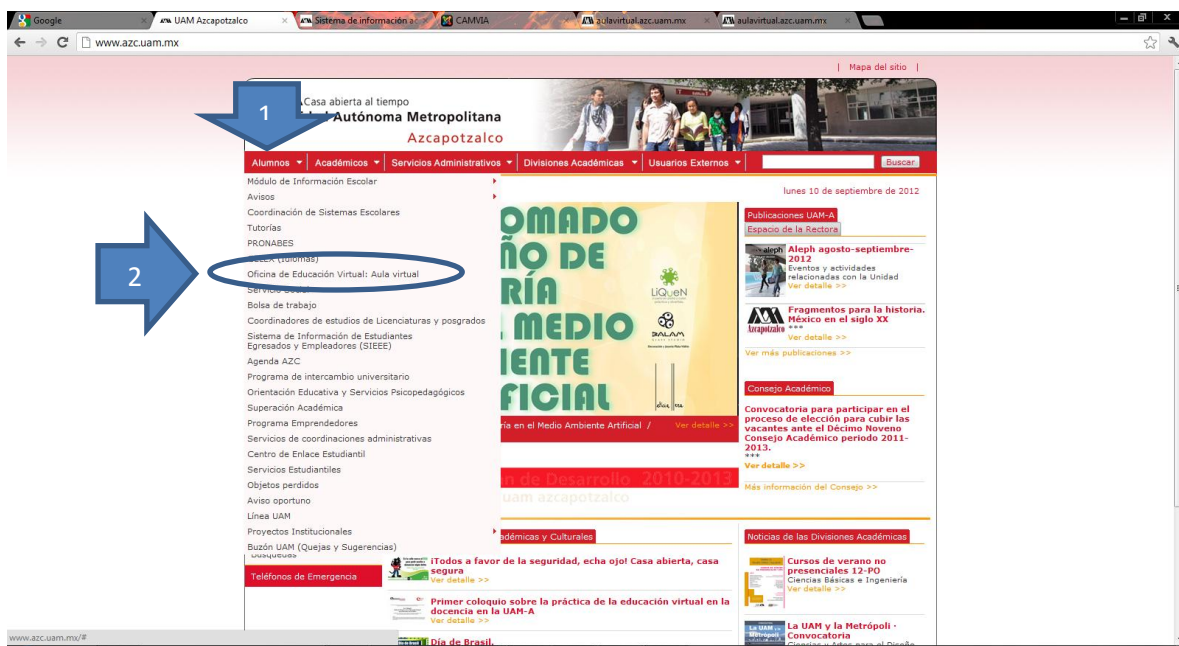 Google
UAM Azcapotzalco
Sistema de información ac
CAMVIA
aulavirtual.azc.uam.mx
aulavirtual.azc.uam.mx
www.azc.uam.mx
| Mapa del sitio |
1
Casa abierta al tiempo
Autónoma Metropolitana
Azcapotzalco
Alumnos
Académicos
Servicios Administrativos
Divisiones Académicas
Usuarios Externos
Buscar
lunes 10 de septiembre de 2012
Módulo de Información Escolar
Avisos
Coordinación de Sistemas Escolares
Tutorías
PRONABES
2
CELEX (Idiomas)
Oficina de Educación Virtual: Aula virtual
Servicio Social
Bolsa de trabajo
Coordinadores de estudios de Licenciaturas y posgrados
Sistema de Información de Estudiantes
Egresados y Empleadores (SIEEE)
Agenda AZC
Programa de intercambio universitario
Orientación Educativa y Servicios Psicopedagógicos
Superación Académica
Programa Emprendedores
Servicios de coordinaciones administrativas
Centro de Enlace Estudiantil
Servicios Estudiantiles
Objetos perdidos
Aviso oportuno
Línea UAM
Proyectos Institucionales
Buzón UAM (Quejas y Sugerencias)
Búsquedas
Teléfonos de Emergencia
OMADO
ÑO DE
RÍA
MEDIO
IENTE
FICIAL
LiQueN
DALAM
ría en el Medio Ambiente Artificial / Ver detalle >>
n de Desarrollo 2010-2013
uam azcapotzalco
Publicaciones UAM-A
Espacio de la Rectora
aleph
Aleph agosto-septiembre-
2012
Eventos y actividades
relacionadas con la Unidad
Ver detalle >>
Azcapotzalco
Fragmentos para la historia.
México en el siglo XX
***
Ver detalle >>
Ver más publicaciones >>
Consejo Académico
Convocatoria para participar en el
proceso de elección para cubrir las
vacantes ante el Décimo Noveno
Consejo Académico periodo 2011-
2013.
***
Ver detalle >>
Más información del Consejo >>
adémicas y Culturales
¡Todos a favor de la seguridad, echa ojo! Casa abierta, casa
segura
Ver detalle >>
Primer coloquio sobre la práctica de la educación virtual en la
docencia en la UAM-A
Ver detalle >>
Día de Brasil.
Noticias de las Divisiones Académicas
Cursos de verano no
presenciales 12-PO
Ciencias Básicas e Ingeniería
Ver detalle >>
La UAM y la Metrópoli ·
Convocatoria
Ciencias y Artes para el Diseño
www.azc.uam.mx/#